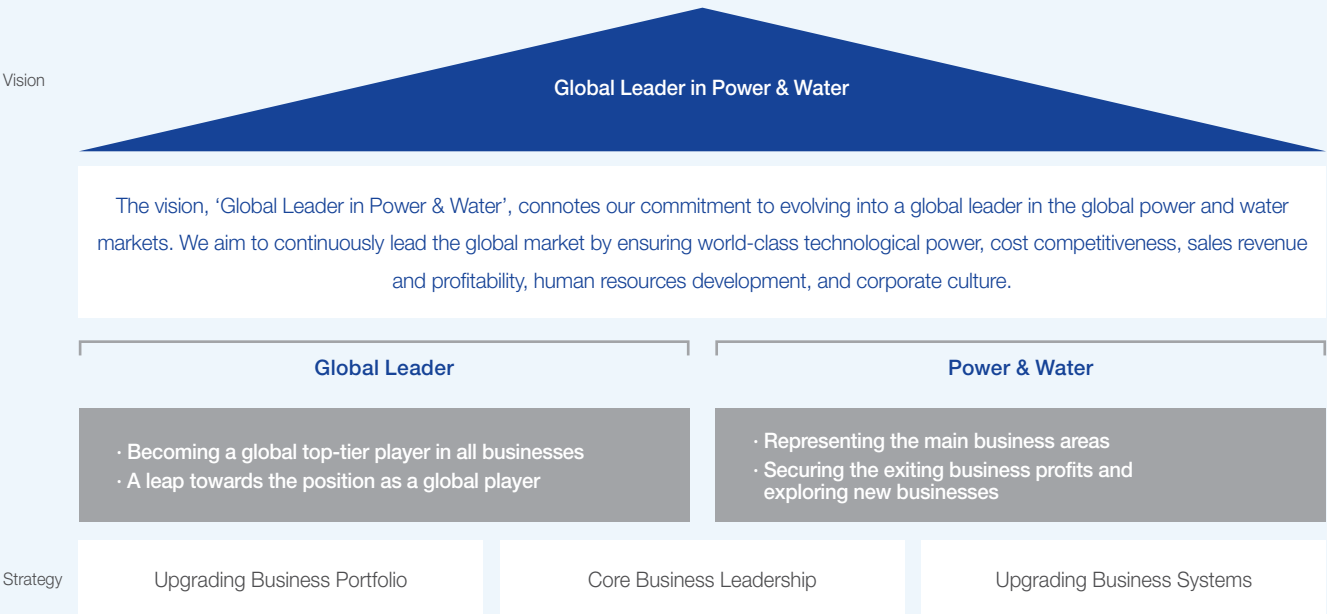 Vision
Global Leader in Power & Water
The vision, ‘Global Leader in Power & Water’, connotes our commitment to evolving into a global leader in the global power and water
markets. We aim to continuously lead the global market by ensuring world-class technological power, cost competitiveness, sales revenue
and profitability, human resources development, and corporate culture.
Global Leader
· Becoming a global top-tier player in all businesses
· A leap towards the position as a global player
Power & Water
· Representing the main business areas
· Securing the exiting business profits and
exploring new businesses
Strategy
Upgrading Business Portfolio
Core Business Leadership
Upgrading Business Systems